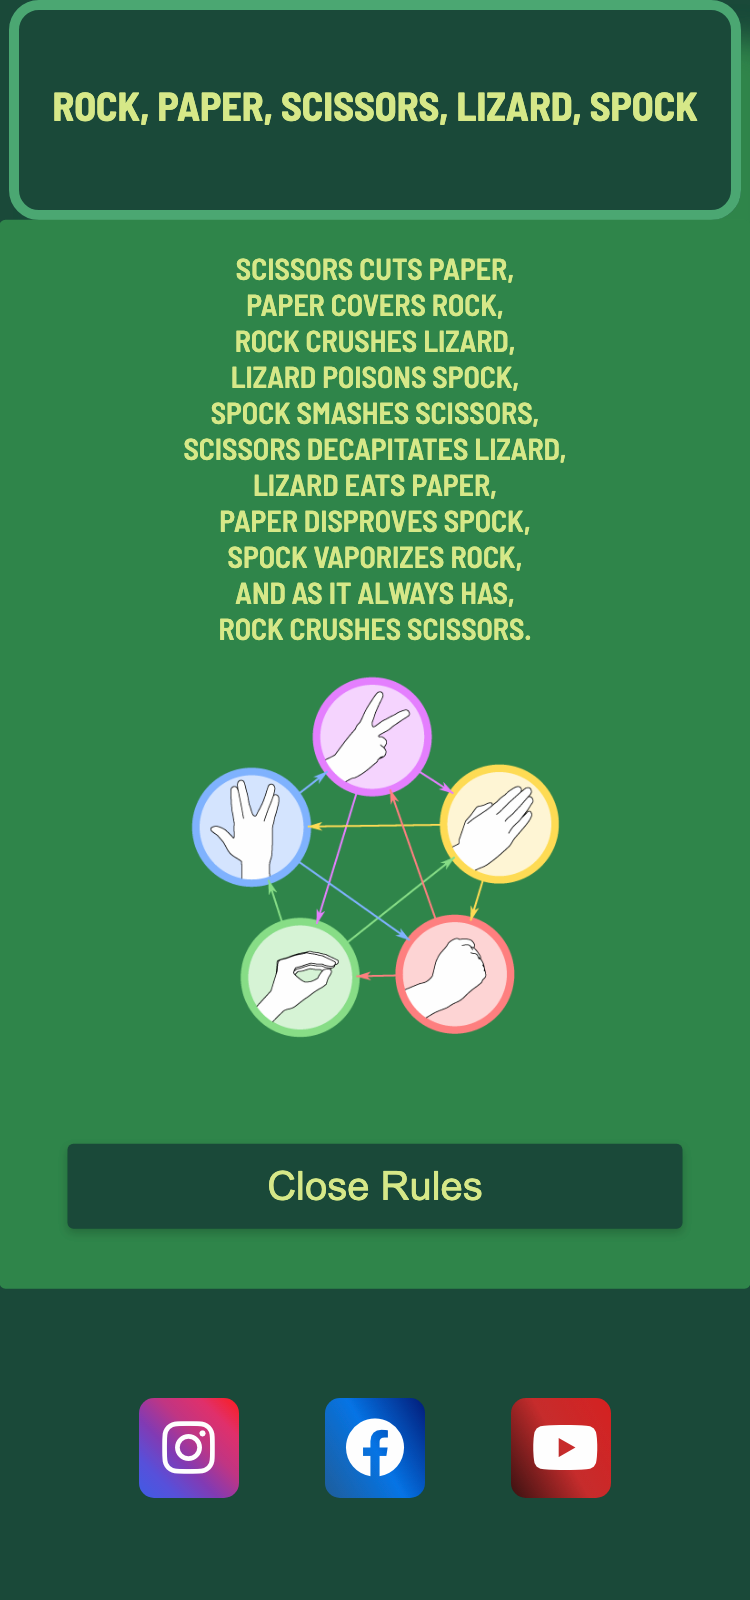 ROCK, PAPER, SCISSORS, LIZARD, SPOCK
SCISSORS CUTS PAPER,
PAPER COVERS ROCK,
ROCK CRUSHES LIZARD,
LIZARD POISONS SPOCK,
SPOCK SMASHES SCISSORS,
SCISSORS DECAPITATES LIZARD,
LIZARD EATS PAPER,
PAPER DISPROVES SPOCK,
SPOCK VAPORIZES ROCK,
AND AS IT ALWAYS HAS,
ROCK CRUSHES SCISSORS.
Close Rules